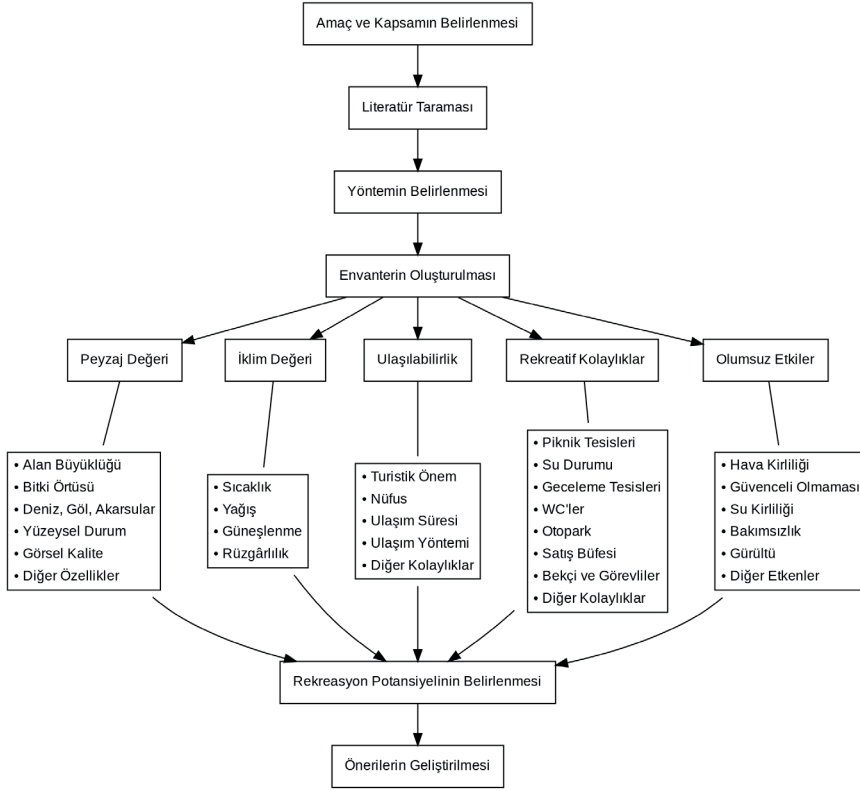 Amaç ve Kapsamın Belirlenmesi
Literatür Taraması
Yöntemin Belirlenmesi
Envanterin Oluşturulması
Peyzaj Değeri
İklim Değeri
Ulaşılabilirlik
Rekreatif Kolaylıklar
Olumsuz Etkiler
• Alan Büyüklüğü
• Bitki Örtüsü
• Deniz, Göl, Akarsular
• Yüzeysel Durum
• Görsel Kalite
• Diğer Özellikler
• Sıcaklık
• Yağış
• Güneşlenme
• Rüzgârlılık
• Turistik Önem
• Nüfus
• Ulaşım Süresi
• Ulaşım Yöntemi
• Diğer Kolaylıklar
• Piknik Tesisleri
• Su Durumu
• Geceleme Tesisleri
• WC'ler
• Otopark
• Satış Büfesi
• Bekçi ve Görevliler
• Diğer Kolaylıklar
• Hava Kirliliği
• Güvenceli Olmaması
• Su Kirliliği
• Bakımsızlık
• Gürültü
• Diğer Etkenler
Rekreasyon Potansiyelinin Belirlenmesi
Önerilerin Geliştirilmesi